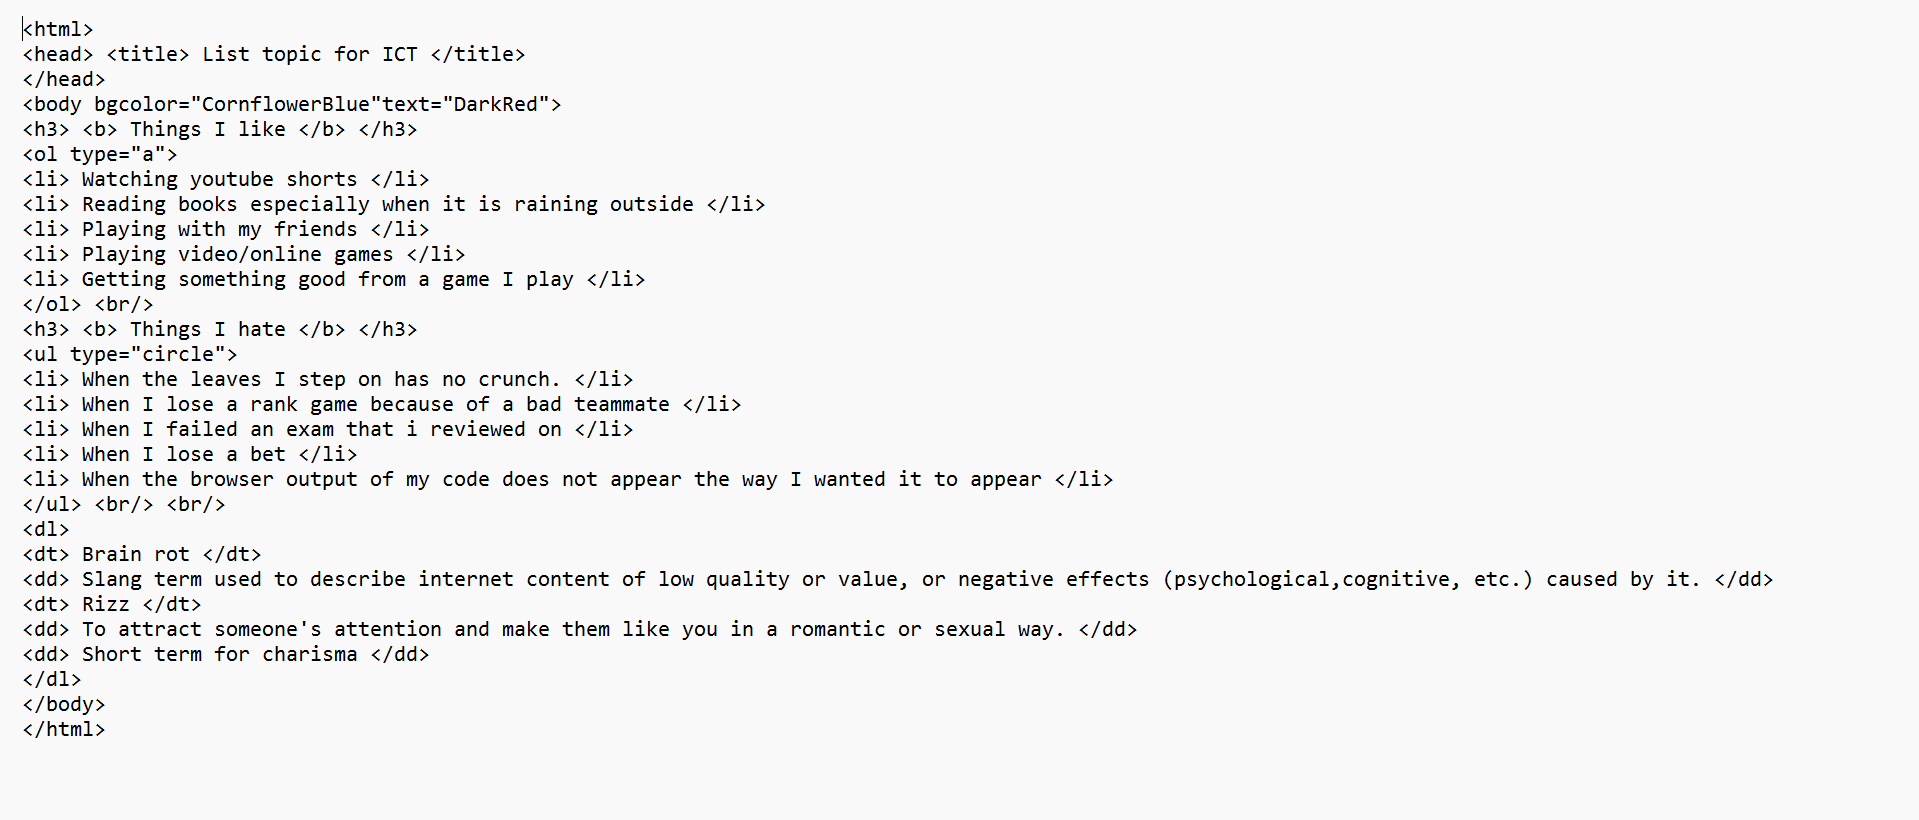 <html>
<head> <title> List topic for ICT </title>
</head>
<body bgcolor="CornflowerBlue"text="DarkRed">
<h3> <b> Things I like </b> </h3>
<ol type="a">
<li> Watching youtube shorts </li>
<li> Reading books especially when it is raining outside </li>
<li> Playing with my friends </li>
<li> Playing video/online games </li>
<li> Getting something good from a game I play </li>
</ol> <br/>
<h3> <b> Things I hate </b> </h3>
<ul type="circle">
<li> When the leaves I step on has no crunch. </li>
<li> When I lose a rank game because of a bad teammate </li>
<li> When I failed an exam that i reviewed on </li>
<li> When I lose a bet </li>
<li> When the browser output of my code does not appear the way I wanted it to appear </li>
</ul> <br/> <br/>
<dl>
<dt> Brain rot </dt>
<dd> Slang term used to describe internet content of low quality or value, or negative effects (psychological,cognitive, etc.) caused by it. </dd>
<dt> Rizz </dt>
<dd> To attract someone's attention and make them like you in a romantic or sexual way. </dd>
<dd> Short term for charisma </dd>
</dl>
</body>
</html>